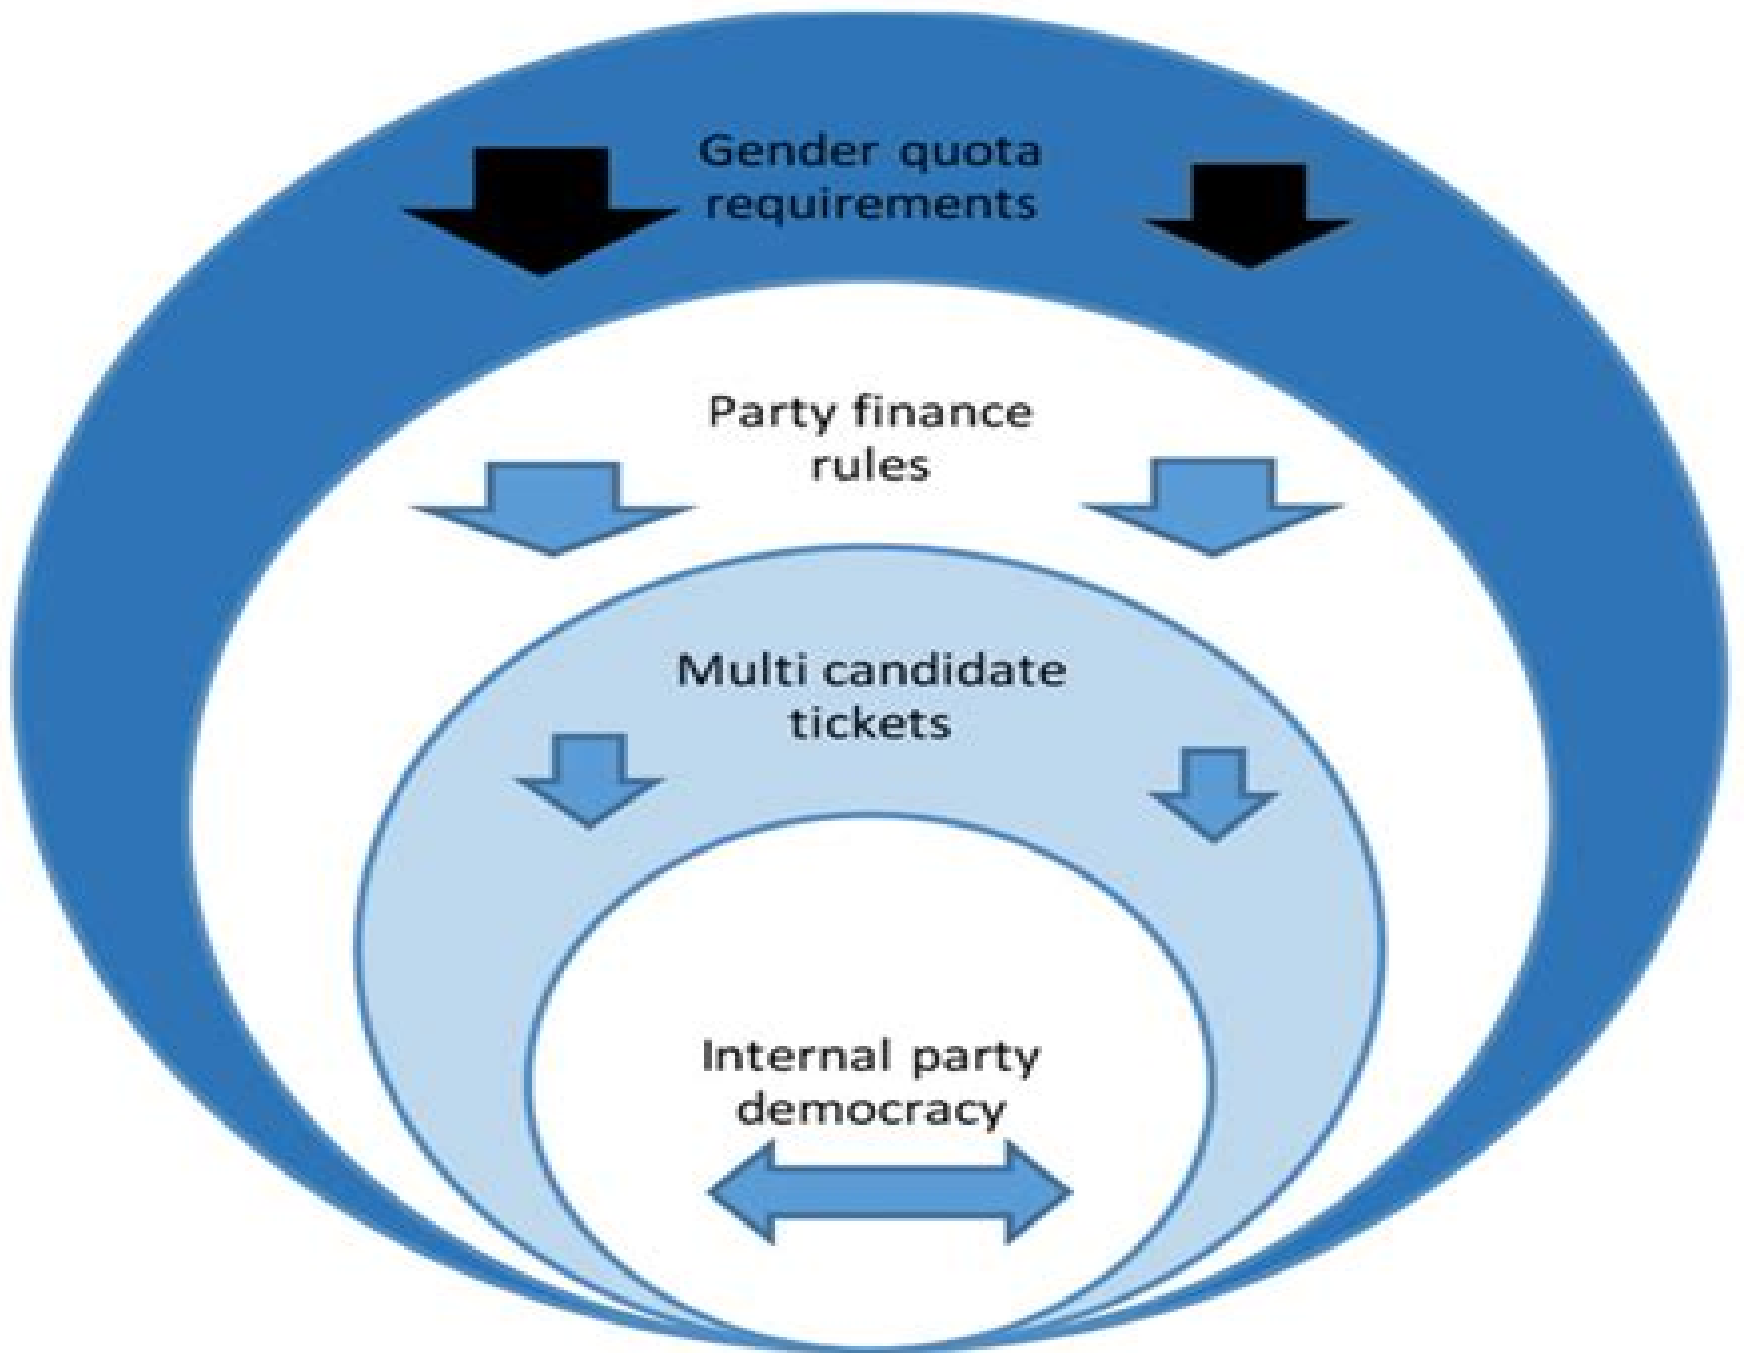 Gender quota
requirements
Party finance
rules
Multi candidate
tickets
Internal party
democracy